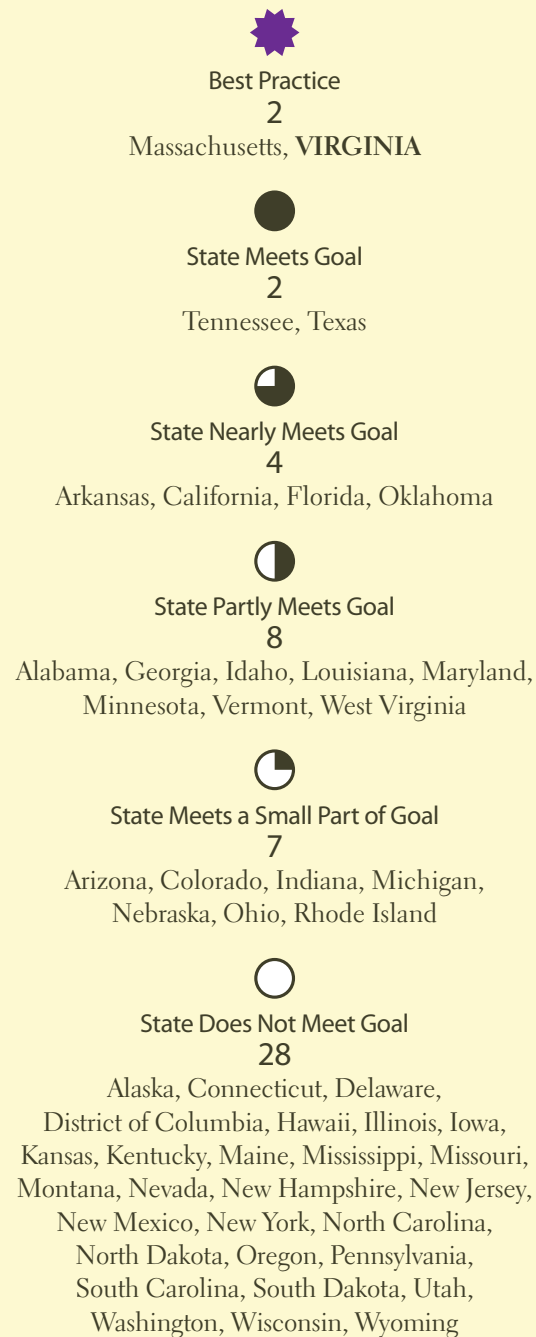 Best Practice
2
Massachusetts, VIRGINIA
State Meets Goal
2
Tennessee, Texas
State Nearly Meets Goal
4
Arkansas, California, Florida, Oklahoma
State Partly Meets Goal
8
Alabama, Georgia, Idaho, Louisiana, Maryland,
Minnesota, Vermont, West Virginia
State Meets a Small Part of Goal
7
Arizona, Colorado, Indiana, Michigan,
Nebraska, Ohio, Rhode Island
State Does Not Meet Goal
28
Alaska, Connecticut, Delaware,
District of Columbia, Hawaii, Illinois, Iowa,
Kansas, Kentucky, Maine, Mississippi, Missouri,
Montana, Nevada, New Hampshire, New Jersey,
New Mexico, New York, North Carolina,
North Dakota, Oregon, Pennsylvania,
South Carolina, South Dakota, Utah,
Washington, Wisconsin, Wyoming